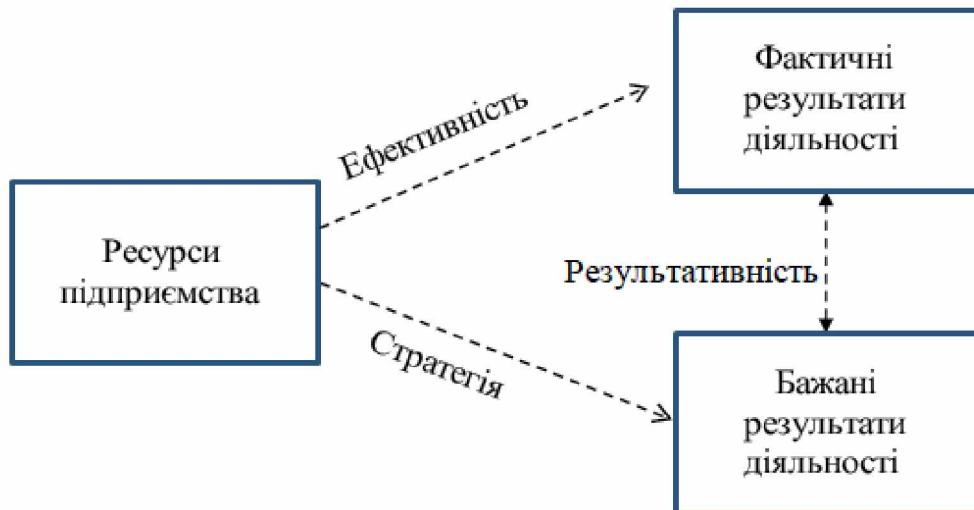 Фактичні
результати
діяльності
Ефективність
Ресурси
підприємства
Результативність
Стратегія
Бажані
результати
діяльності